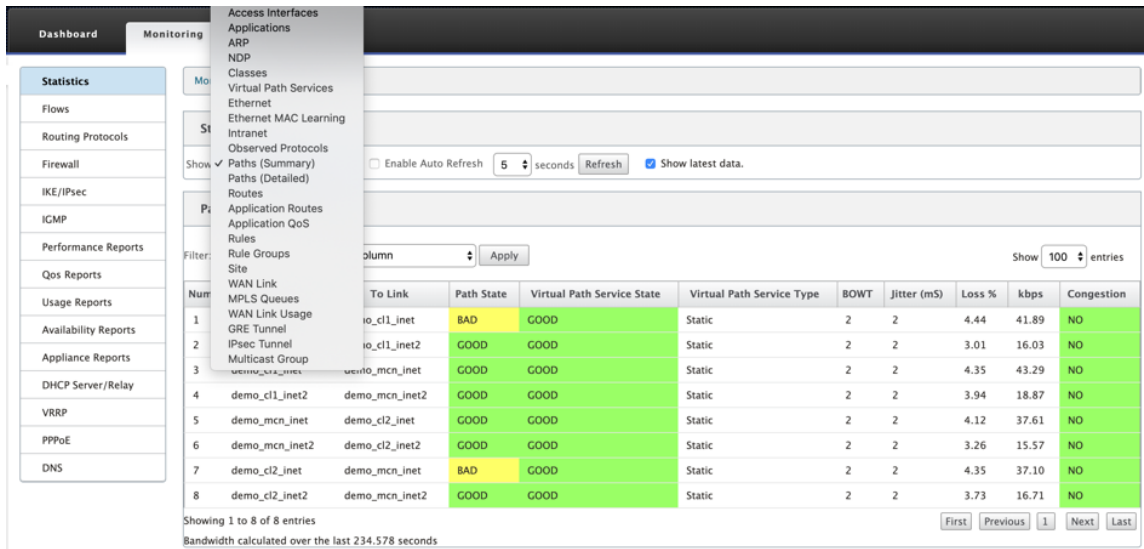 Dashboard Monitoring
Access Interfaces
Applications
ARP
NDP
Classes
Virtual Path Services
Ethernet
Ethernet MAC Learning
Intranet
Observed Protocols
✓ Paths (Summary)
Paths (Detailed)
Routes
Application Routes
Application QoS
Rules
Rule Groups
Site
WAN Link
MPLS Queues
WAN Link Usage
GRE Tunnel
IPsec Tunnel
Multicast Group
Statistics
Flows
Routing Protocols
Firewall
IKE/IPsec
IGMP
Performance Reports
Qos Reports
Usage Reports
Availability Reports
Appliance Reports
DHCP Server/Relay
VRRP
PPPoE
DNS
Show Enable Auto Refresh 5 seconds Refresh Show latest data.
Filter: Apply Show 100 entries
Num To Link Path State Virtual Path Service State Virtual Path Service Type BOWT Jitter (mS) Loss % kbps Congestion
1 BAD GOOD Static 2 2 4.44 41.89 NO
2 GOOD GOOD Static 2 2 3.01 16.03 NO
3 demo_cl1_inet demo_mcn_inet GOOD GOOD Static 2 2 4.35 43.29 NO
4 demo_cl1_inet2 demo_mcn_inet2 GOOD GOOD Static 2 2 3.94 18.87 NO
5 demo_mcn_inet demo_cl2_inet GOOD GOOD Static 2 2 4.12 37.61 NO
6 demo_mcn_inet2 demo_cl2_inet2 GOOD GOOD Static 2 2 3.26 15.57 NO
7 demo_cl2_inet demo_mcn_inet BAD GOOD Static 2 2 4.35 37.10 NO
8 demo_cl2_inet2 demo_mcn_inet2 GOOD GOOD Static 2 2 3.73 16.71 NO
Showing 1 to 8 of 8 entries First Previous 1 Next Last
Bandwidth calculated over the last 234.578 seconds